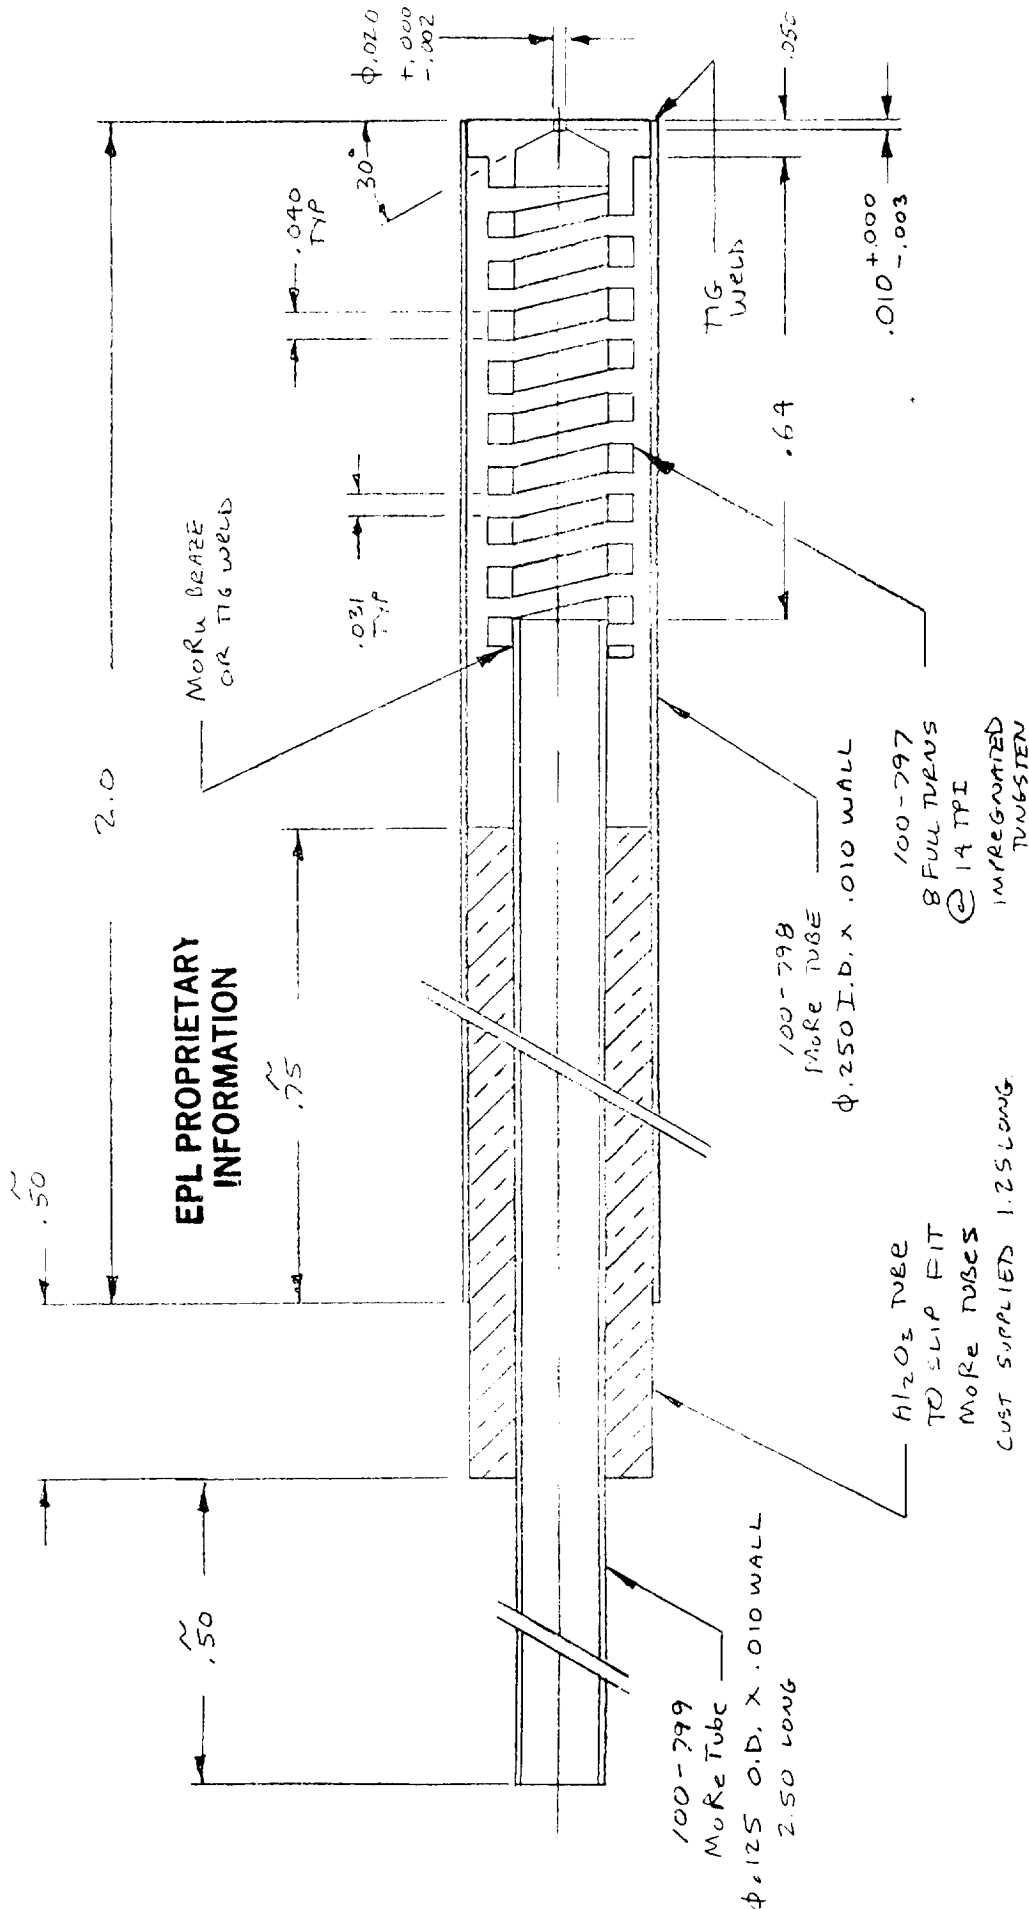 ϕ.020
+.000
-.002
.050
2.0
30°
.040
TYP
TIG
WELD
.010 +.000
-.003
MoRu BRAZE
OR TIG WELD
.031
TYP
.64
EPL PROPRIETARY
INFORMATION
~
.75
~
.50
100-798
MoRe TUBE
ϕ.250 I.D. X .010 WALL
100-797
8 FULL TURNS
@ 14 TPI
IMPREGNATED
TUNGSTEN
Al2O3 TUBE
TO SLIP FIT
MoRe TUBES
CUST SUPPLIED 1.25 LONG
~
.50
100-799
MoRe Tube
ϕ.125 O.D. X .010 WALL
2.50 LONG